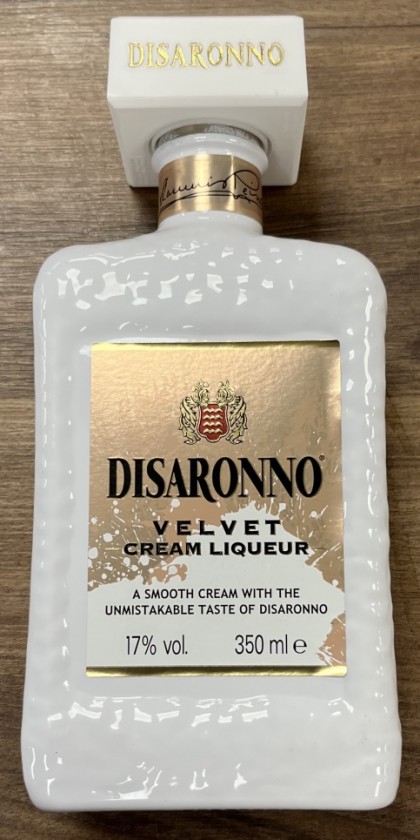 DISARONNO
DISARONNO®
VELVET
CREAM LIQUEUR
A SMOOTH CREAM WITH THE
UNMISTAKABLE TASTE OF DISARONNO
17% vol. 350 ml e